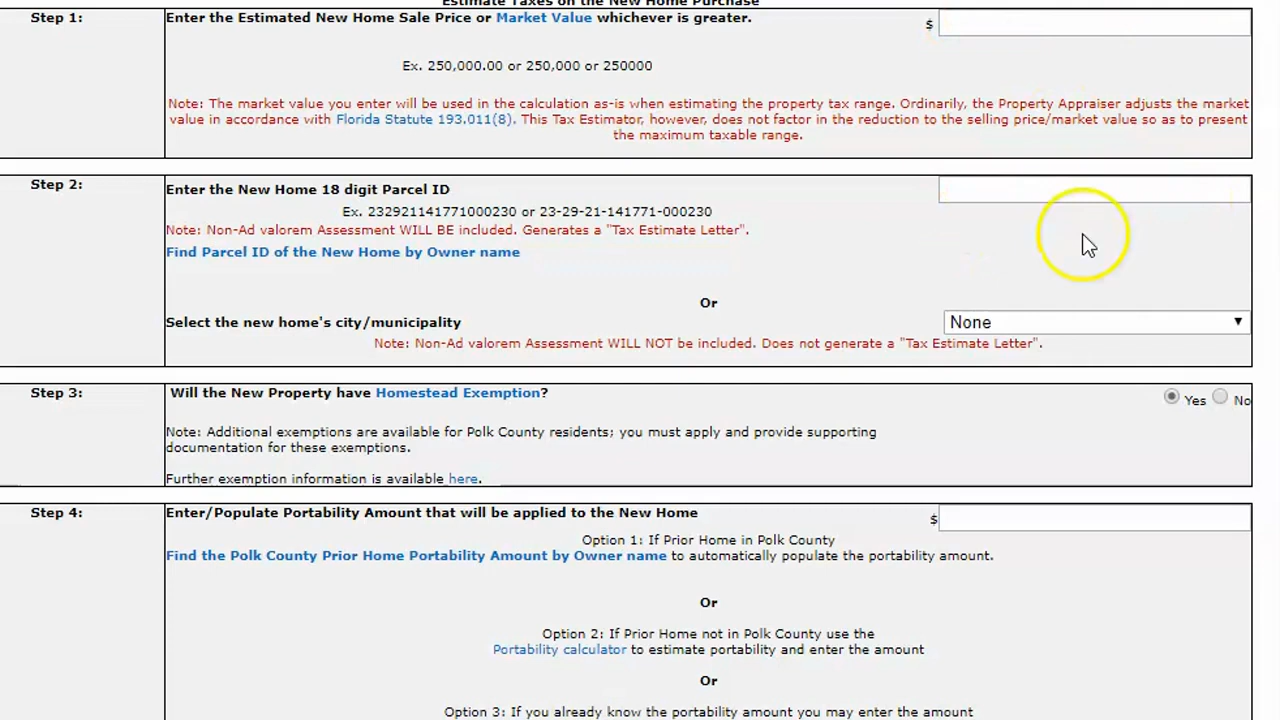 Estimate Taxes on the New Home Purchase
Step 1:
Enter the Estimated New Home Sale Price or Market Value whichever is greater.
$
Ex. 250,000.00 or 250,000 or 250000
Note: The market value you enter will be used in the calculation as-is when estimating the property tax range. Ordinarily, the Property Appraiser adjusts the market
value in accordance with Florida Statute 193.011(8). This Tax Estimator, however, does not factor in the reduction to the selling price/market value so as to present
the maximum taxable range.
Step 2:
Enter the New Home 18 digit Parcel ID
Ex. 232921141771000230 or 23-29-21-141771-000230
Note: Non-Ad valorem Assessment WILL BE included. Generates a "Tax Estimate Letter".
Find Parcel ID of the New Home by Owner name
Or
Select the new home's city/municipality
None
Note: Non-Ad valorem Assessment WILL NOT be included. Does not generate a "Tax Estimate Letter".
Step 3:
Will the New Property have Homestead Exemption?
Yes No
Note: Additional exemptions are available for Polk County residents; you must apply and provide supporting
documentation for these exemptions.
Further exemption information is available here.
Step 4:
Enter/Populate Portability Amount that will be applied to the New Home
$
Option 1: If Prior Home in Polk County
Find the Polk County Prior Home Portability Amount by Owner name to automatically populate the portability amount.
Or
Option 2: If Prior Home not in Polk County use the
Portability calculator to estimate portability and enter the amount
Or
Option 3: If you already know the portability amount you may enter the amount